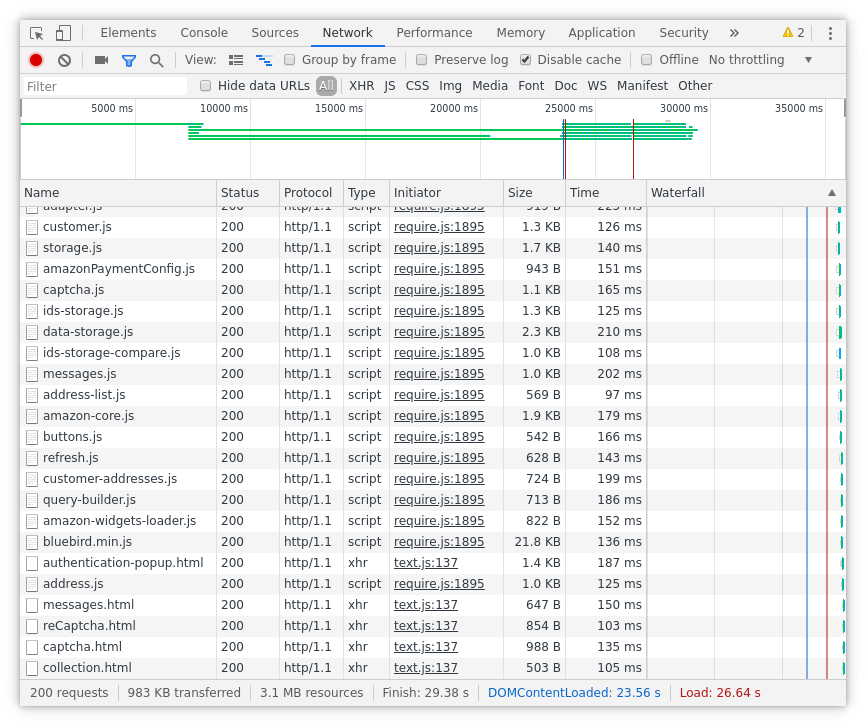 Elements Console Sources Network Performance Memory Application Security » 2
View: Group by frame Preserve log Disable cache Offline No throttling
Filter Hide data URLs All XHR JS CSS Img Media Font Doc WS Manifest Other
5000 ms 10000 ms 15000 ms 20000 ms 25000 ms 30000 ms 35000 ms
Name Status Protocol Type Initiator Size Time Waterfall
adapter.js 200 http/1.1 script require.js:1895 919 B 223 ms
customer.js 200 http/1.1 script require.js:1895 1.3 KB 126 ms
storage.js 200 http/1.1 script require.js:1895 1.7 KB 140 ms
amazonPaymentConfig.js 200 http/1.1 script require.js:1895 943 B 151 ms
captcha.js 200 http/1.1 script require.js:1895 1.1 KB 165 ms
ids-storage.js 200 http/1.1 script require.js:1895 1.3 KB 125 ms
data-storage.js 200 http/1.1 script require.js:1895 2.3 KB 210 ms
ids-storage-compare.js 200 http/1.1 script require.js:1895 1.0 KB 108 ms
messages.js 200 http/1.1 script require.js:1895 1.0 KB 202 ms
address-list.js 200 http/1.1 script require.js:1895 569 B 97 ms
amazon-core.js 200 http/1.1 script require.js:1895 1.9 KB 179 ms
buttons.js 200 http/1.1 script require.js:1895 542 B 166 ms
refresh.js 200 http/1.1 script require.js:1895 628 B 143 ms
customer-addresses.js 200 http/1.1 script require.js:1895 724 B 199 ms
query-builder.js 200 http/1.1 script require.js:1895 713 B 186 ms
amazon-widgets-loader.js 200 http/1.1 script require.js:1895 822 B 152 ms
bluebird.min.js 200 http/1.1 script require.js:1895 21.8 KB 136 ms
authentication-popup.html 200 http/1.1 xhr text.js:137 1.4 KB 187 ms
address.js 200 http/1.1 script require.js:1895 1.0 KB 125 ms
messages.html 200 http/1.1 xhr text.js:137 647 B 150 ms
reCaptcha.html 200 http/1.1 xhr text.js:137 854 B 103 ms
captcha.html 200 http/1.1 xhr text.js:137 988 B 135 ms
collection.html 200 http/1.1 xhr text.js:137 503 B 105 ms
200 requests 983 KB transferred 3.1 MB resources Finish: 29.38 s DOMContentLoaded: 23.56 s Load: 26.64 s